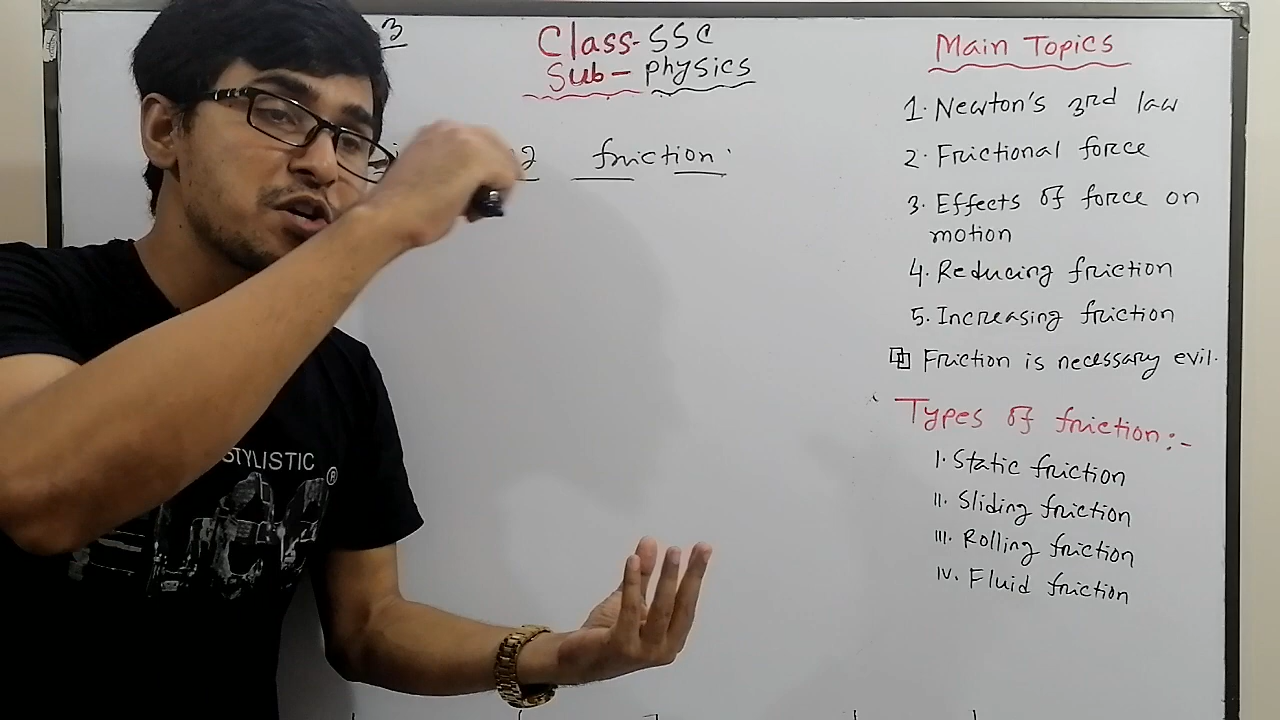 3
Class-SSC
Sub- physics
friction
Main Topics
1. Newton's 3rd law
2. Frictional force
3. Effects of force on
motion
4. Reducing friction
5. Increasing friction
Friction is necessary evil.
Types of friction:-
I. Static friction
II. Sliding friction
III. Rolling friction
IV. Fluid friction
STYLISTIC
®